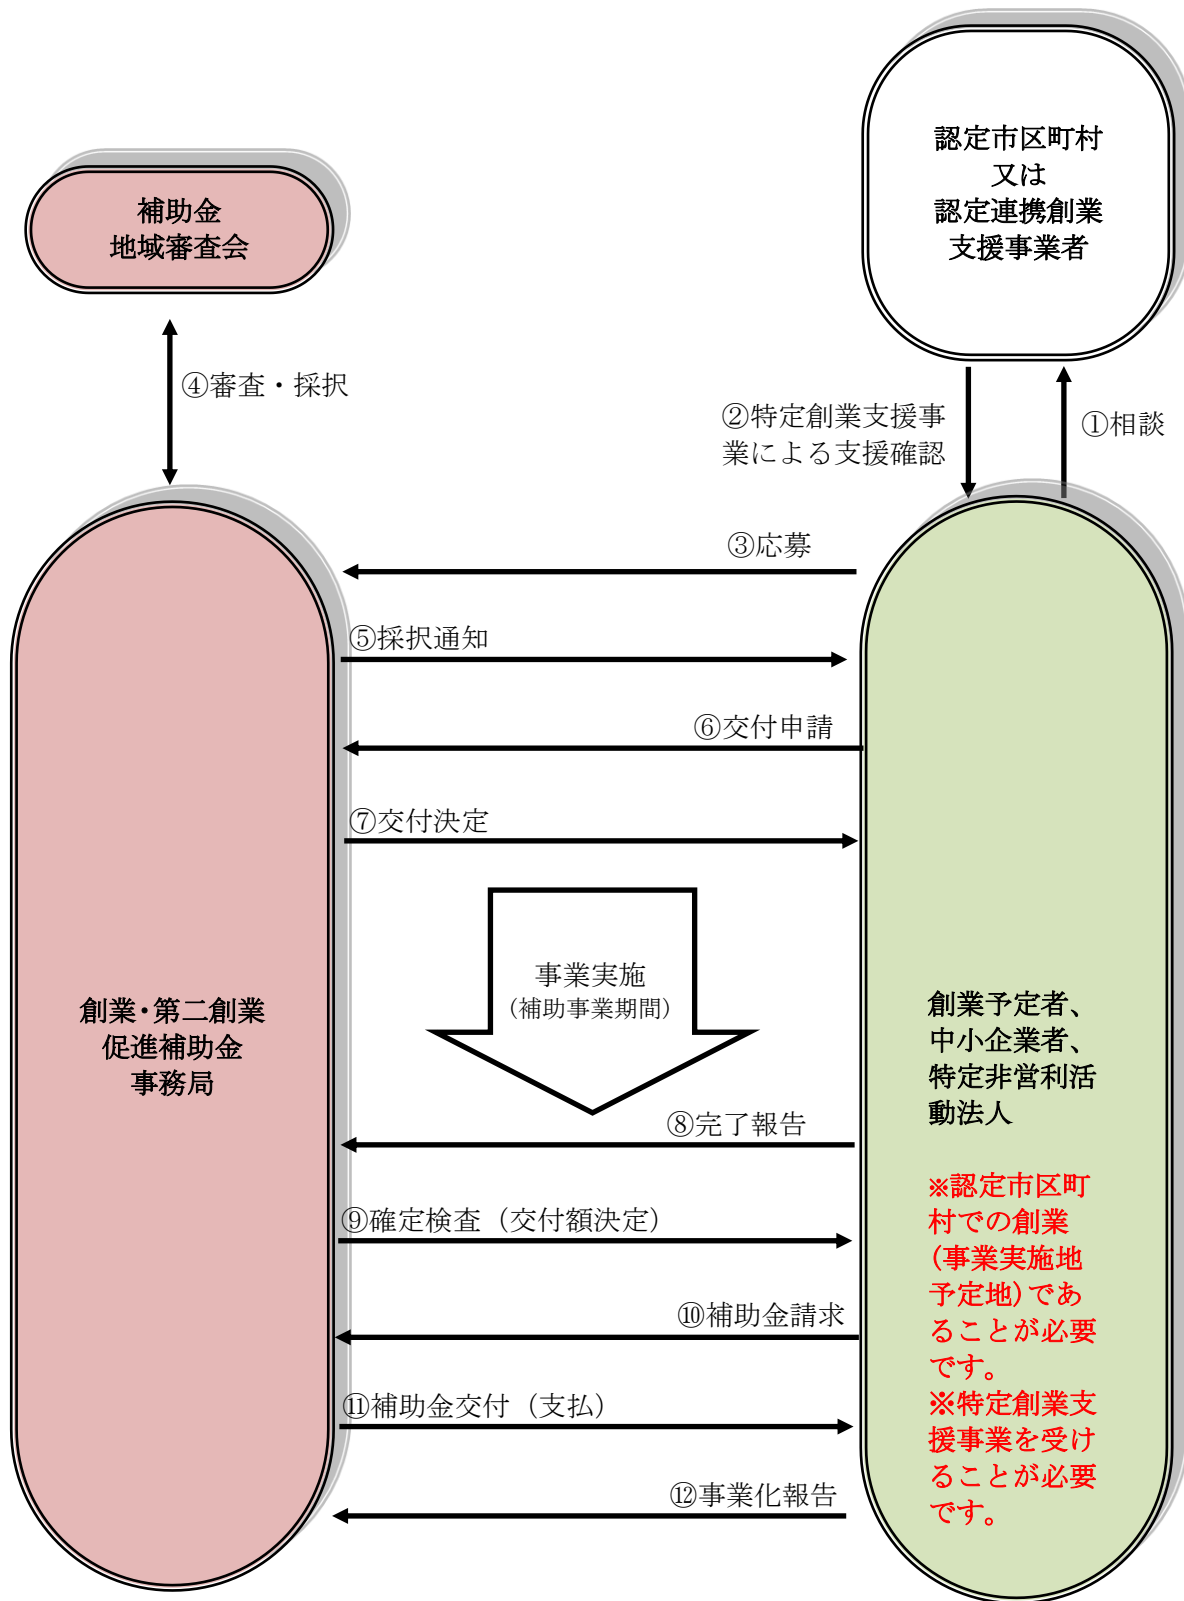 認定市区町村
又は
認定連携創業
支援事業者
補助金
地域審査会
④審査・採択
②特定創業支援事
業による支援確認
①相談
③応募
⑤採択通知
⑥交付申請
⑦交付決定
事業実施
(補助事業期間)
創業・第二創業
促進補助金
事務局
創業予定者、
中小企業者、
特定非営利活
動法人
※認定市区町
村での創業
(事業実施地
予定地)であ
ることが必要
です。
※特定創業支
援事業を受け
ることが必要
です。
⑧完了報告
⑨確定検査（交付額決定）
⑩補助金請求
⑪補助金交付（支払）
⑫事業化報告